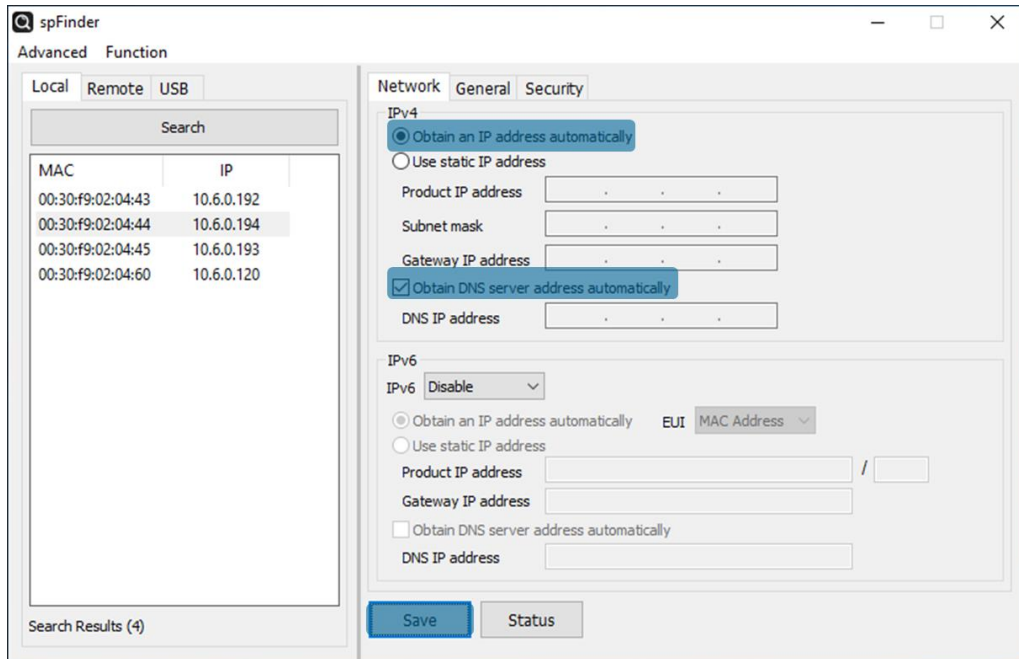 spFinder
Advanced Function
Local Remote USB
Search
MAC IP
00:30:f9:02:04:43 10.6.0.192
00:30:f9:02:04:44 10.6.0.194
00:30:f9:02:04:45 10.6.0.193
00:30:f9:02:04:60 10.6.0.120
Search Results (4)
Network General Security
IPv4
Obtain an IP address automatically
Use static IP address
Product IP address . . .
Subnet mask . . .
Gateway IP address . . .
Obtain DNS server address automatically
DNS IP address . . .
IPv6
IPv6 Disable
Obtain an IP address automatically EUI MAC Address
Use static IP address
Product IP address /
Gateway IP address
Obtain DNS server address automatically
DNS IP address
Save Status